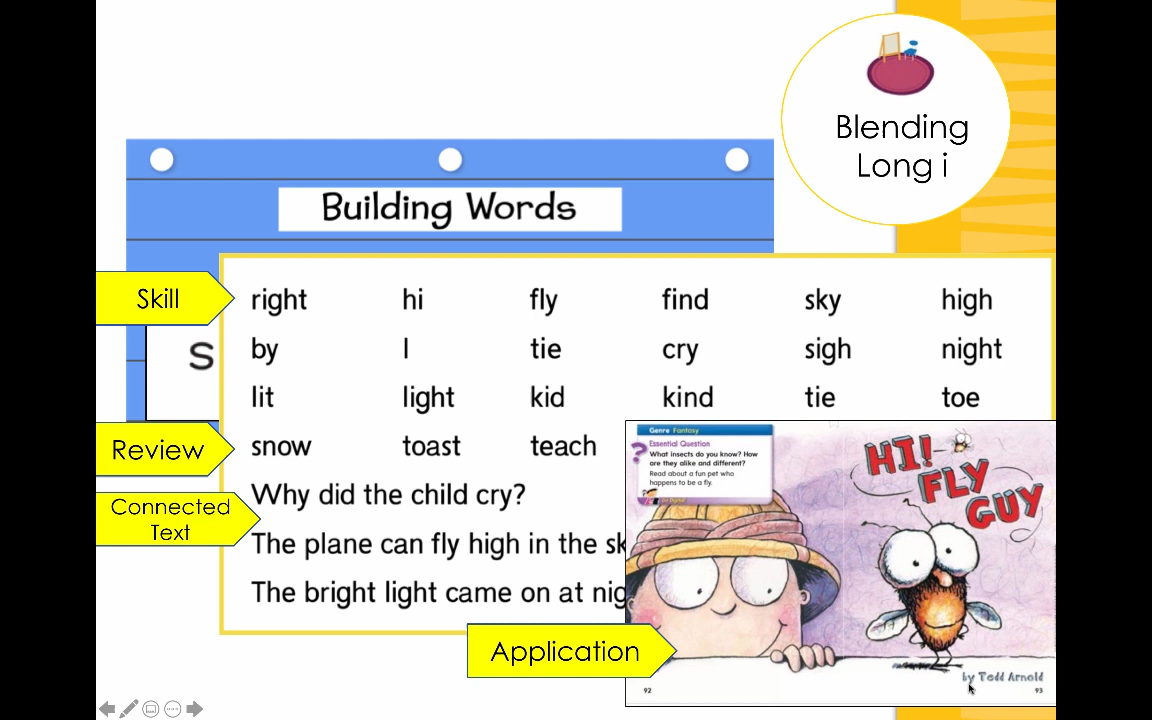 Blending
Long i
Building Words
Skill
right hi fly find sky high
by I tie cry sigh night
s
lit light kid kind tie toe
Review
snow toast teach
Connected
Text
Why did the child cry?
The plane can fly high in the sk
The bright light came on at nig
Application
Genre Fantasy
Essential Question
What insects do you know? How
are they alike and different?
Read about a fun pet who
happens to be a fly.
Go Digital!
HI!
FLY
GUY
by Tedd Arnold
92
93